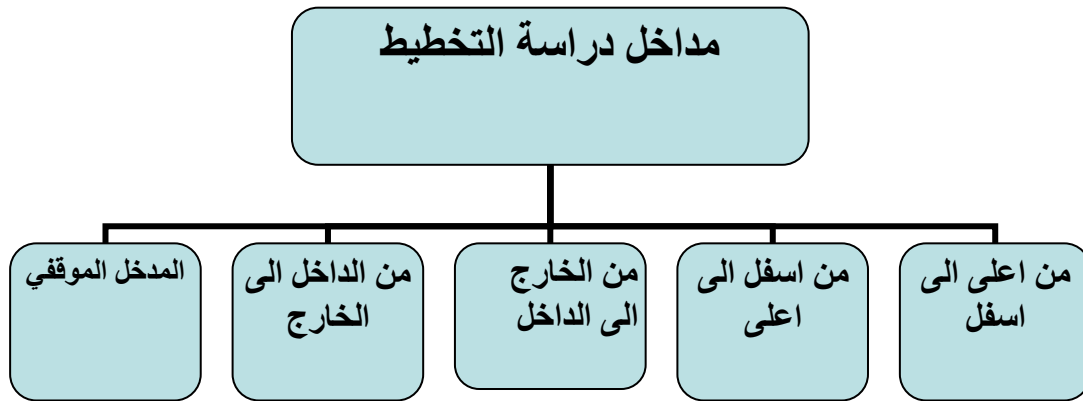 مداخل دراسة التخطيط
من اعلى الى
اسفل
من اسفل الى
اعلى
من الخارج
الى الداخل
من الداخل الى
الخارج
المدخل الموقفي